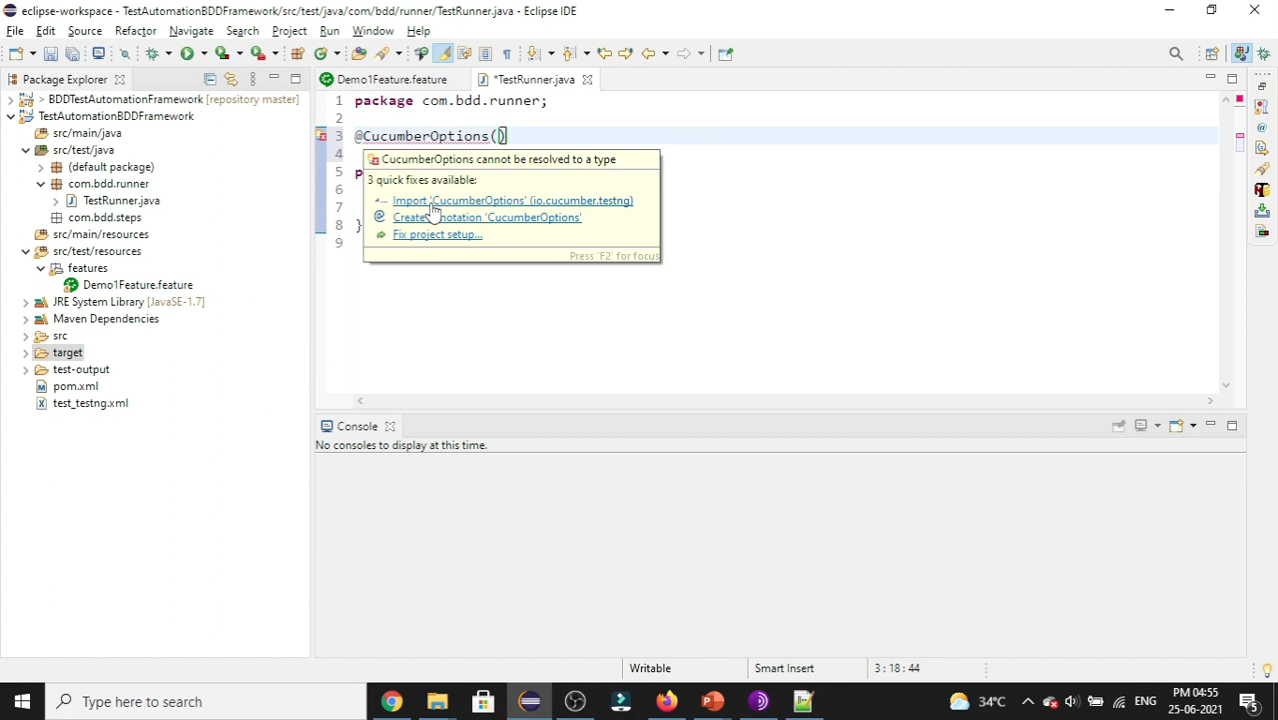 eclipse-workspace - TestAutomationBDDFramework/src/test/java/com/bdd/runner/TestRunner.java - Eclipse IDE
File Edit Source Refactor Navigate Search Project Run Window Help
Package Explorer
Demo1Feature.feature
*TestRunner.java
> BDDTestAutomationFramework [repository master]
TestAutomationBDDFramework
src/main/java
src/test/java
(default package)
com.bdd.runner
TestRunner.java
com.bdd.steps
src/main/resources
src/test/resources
features
Demo1Feature.feature
JRE System Library [JavaSE-1.7]
Maven Dependencies
src
target
test-output
pom.xml
test_testng.xml
1 package com.bdd.runner;
2
3 @CucumberOptions()
4
5 p
6
7
8 }
9
CucumberOptions cannot be resolved to a type
3 quick fixes available:
Import 'CucumberOptions' (io.cucumber.testng)
Create annotation 'CucumberOptions'
Fix project setup...
Press 'F2' for focus
Console
No consoles to display at this time.
Writable
Smart Insert
3 : 18 : 44
Type here to search
34°C
ENG
PM 04:55
25-06-2021
5